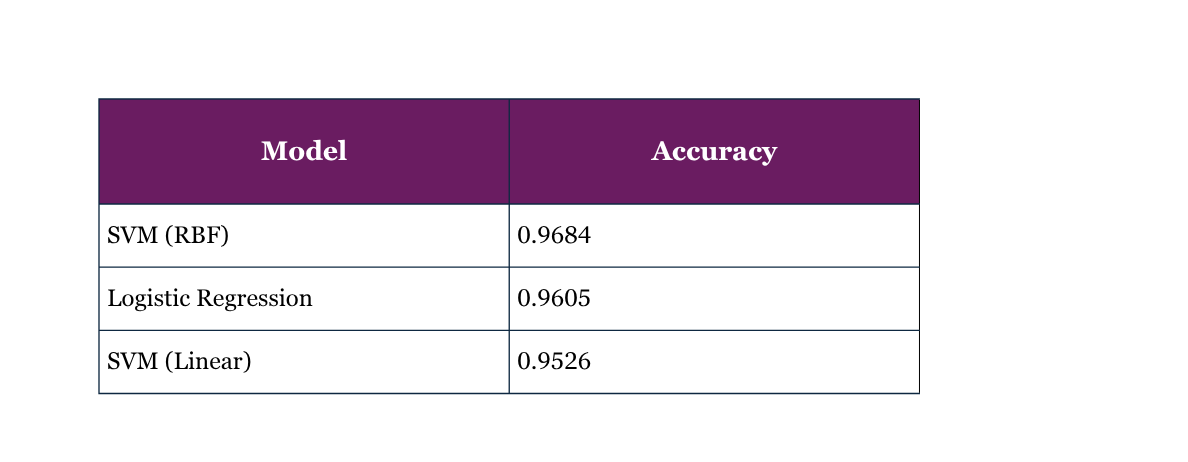 Model Accuracy
SVM (RBF) 0.9684
Logistic Regression 0.9605
SVM (Linear) 0.9526